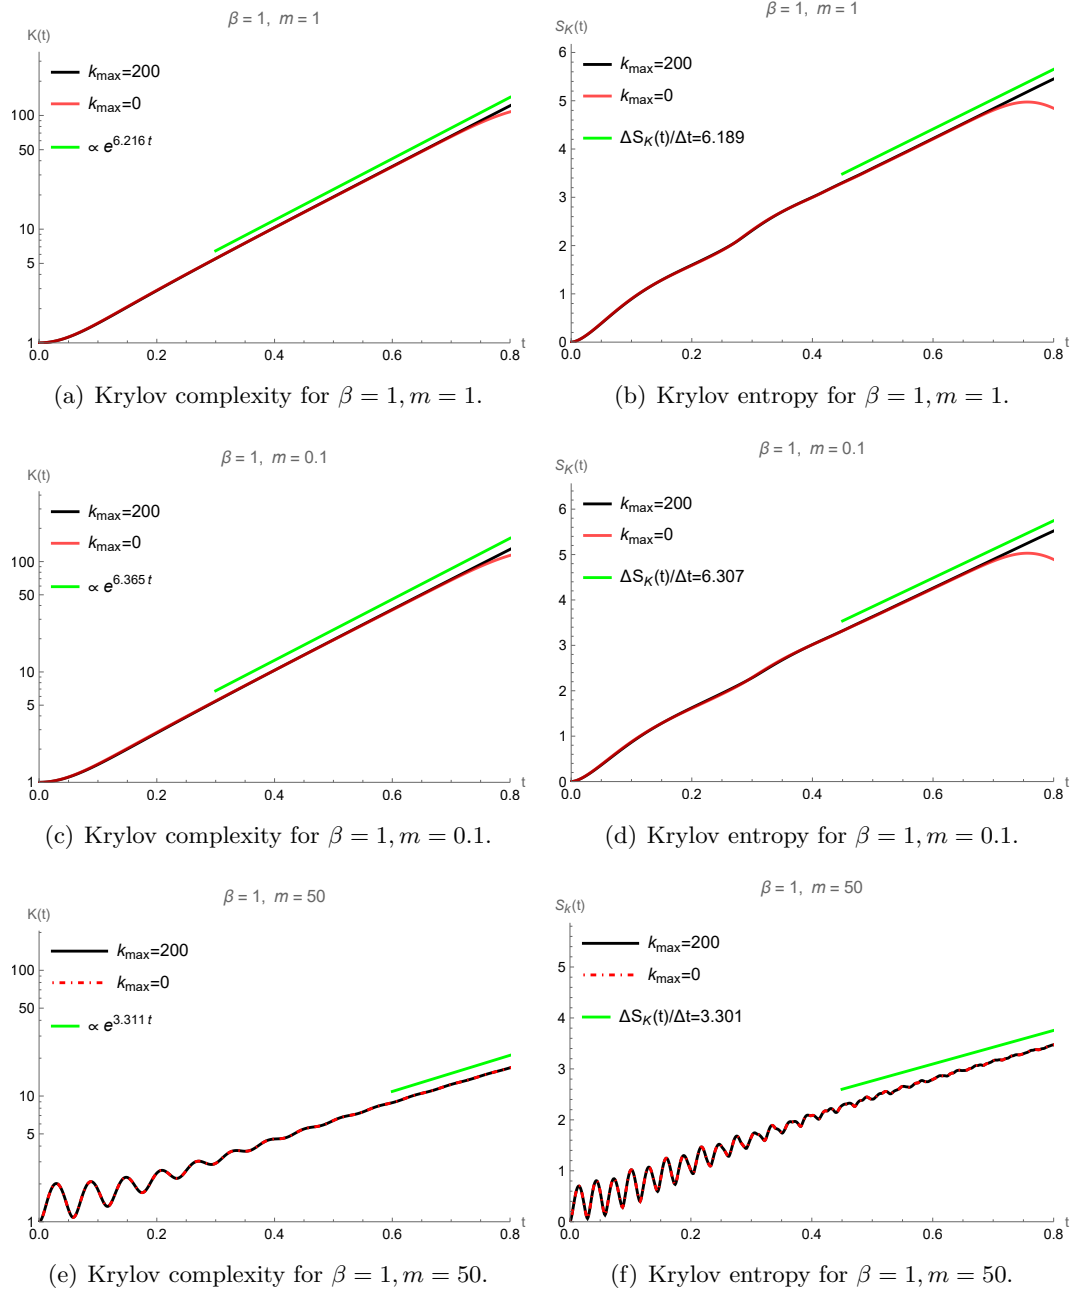 β = 1, m = 1
K(t)
k_max=200
k_max=0
∝ e^{6.216 t}
100
50
10
5
1
0.0 0.2 0.4 0.6 0.8
t
(a) Krylov complexity for β = 1, m = 1.
β = 1, m = 1
S_K(t)
k_max=200
k_max=0
ΔS_K(t)/Δt=6.189
6
5
4
3
2
1
0
0.0 0.2 0.4 0.6 0.8
t
(b) Krylov entropy for β = 1, m = 1.
β = 1, m = 0.1
K(t)
k_max=200
k_max=0
∝ e^{6.365 t}
100
50
10
5
1
0.0 0.2 0.4 0.6 0.8
t
(c) Krylov complexity for β = 1, m = 0.1.
β = 1, m = 0.1
S_K(t)
k_max=200
k_max=0
ΔS_K(t)/Δt=6.307
6
5
4
3
2
1
0
0.0 0.2 0.4 0.6 0.8
t
(d) Krylov entropy for β = 1, m = 0.1.
β = 1, m = 50
K(t)
k_max=200
k_max=0
∝ e^{3.311 t}
100
50
10
5
1
0.0 0.2 0.4 0.6 0.8
t
(e) Krylov complexity for β = 1, m = 50.
β = 1, m = 50
S_k(t)
k_max=200
k_max=0
ΔS_K(t)/Δt=3.301
5
4
3
2
1
0
0.0 0.2 0.4 0.6 0.8
t
(f) Krylov entropy for β = 1, m = 50.